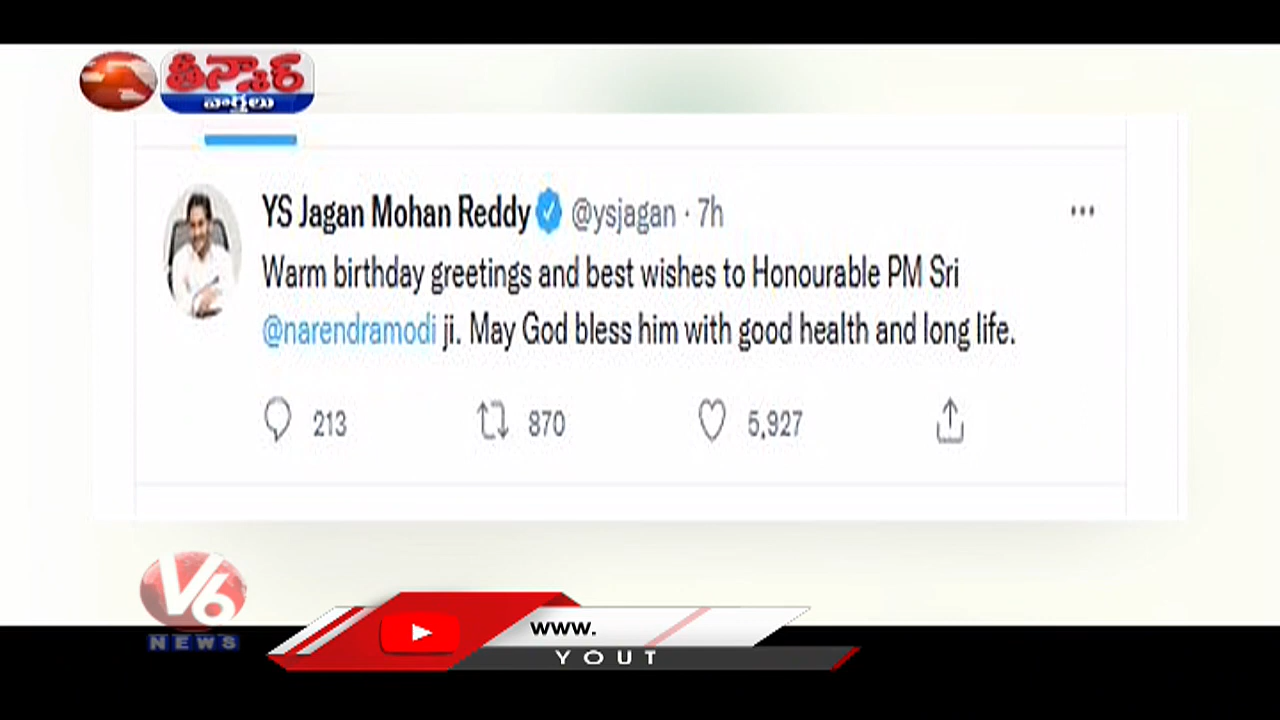 తీన్మార్
వార్తలు
YS Jagan Mohan Reddy @ysjagan · 7h
Warm birthday greetings and best wishes to Honourable PM Sri
@narendramodi ji. May God bless him with good health and long life.
213 870 5,927
V6
NEWS
www.
YOUT